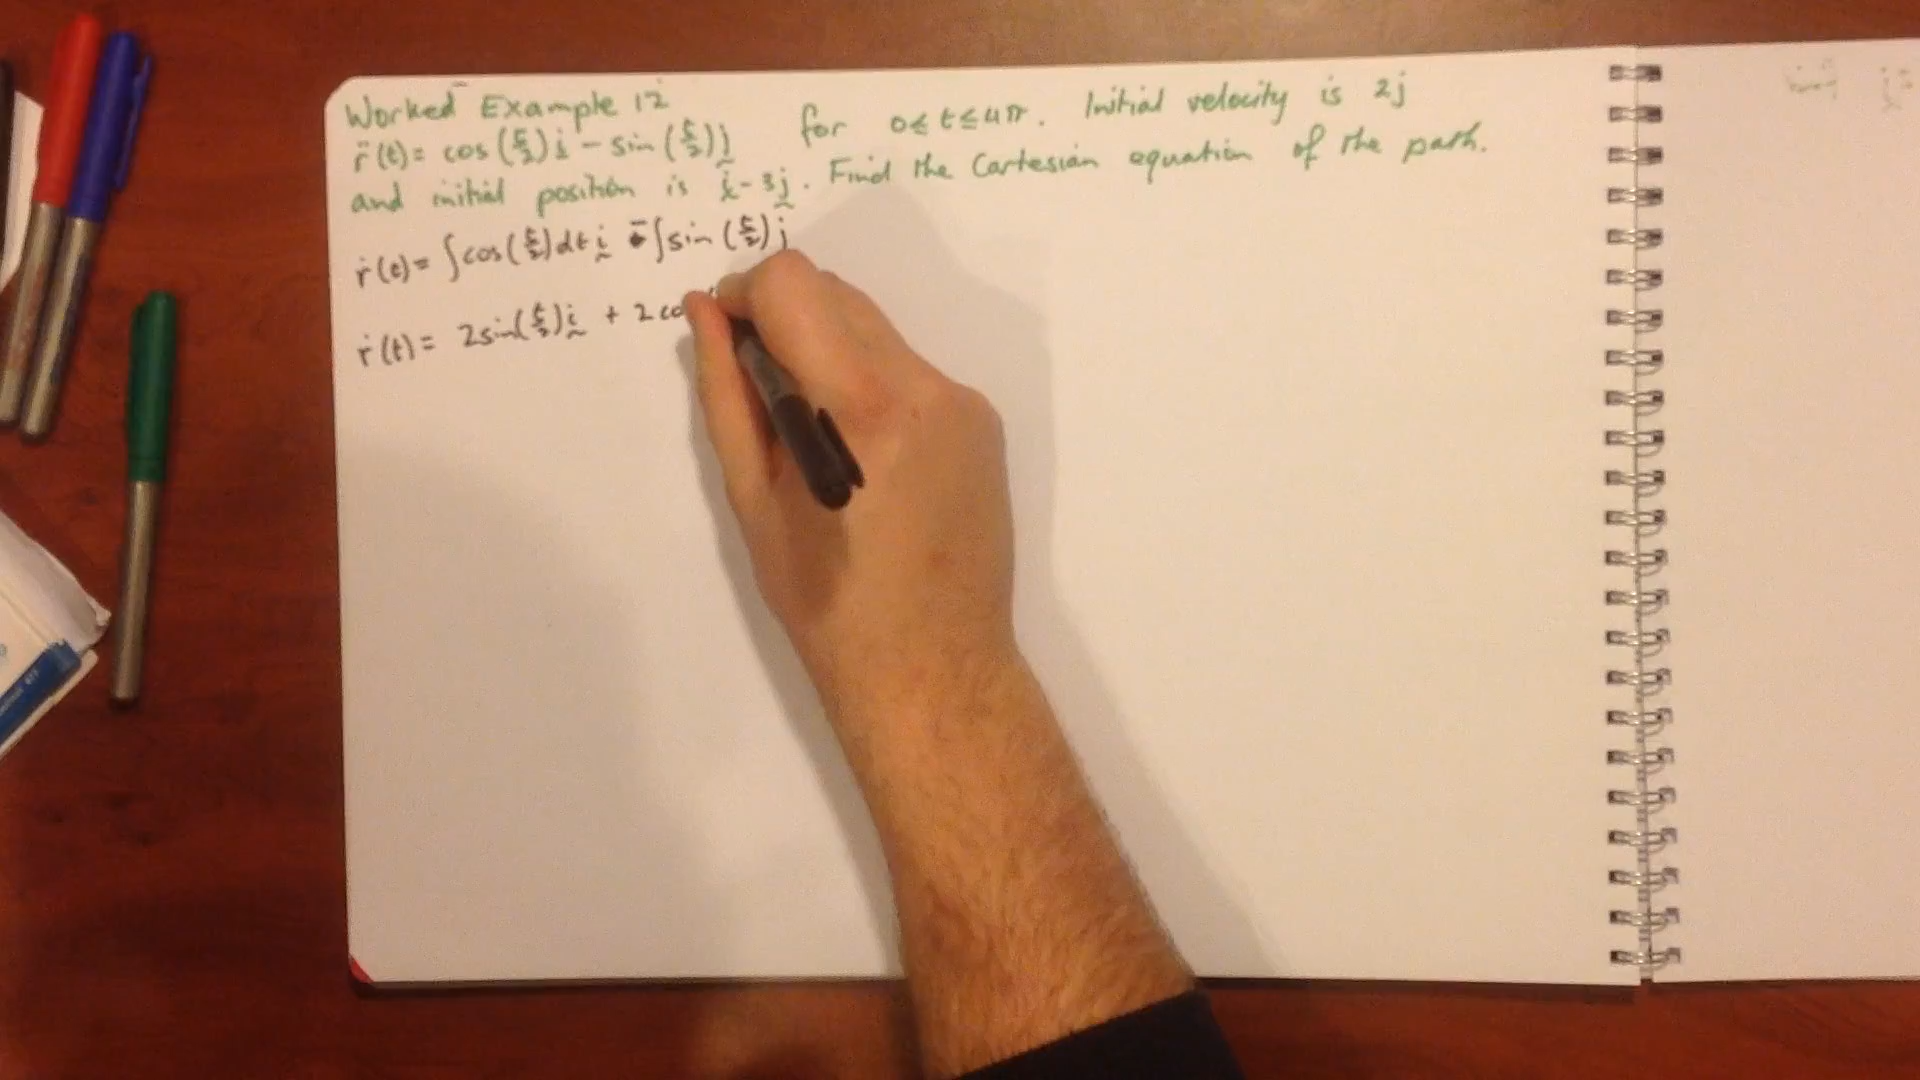 Worked Example 12
r̈(t) = cos(t/2)i − sin(t/2)j for 0≤t≤4π. Initial velocity is 2j
and initial position is i − 3j. Find the Cartesian equation of the path.
ṙ(t) = ∫cos(t/2)dt i − ∫sin(t/2)j
ṙ(t) = 2sin(t/2)i + 2co